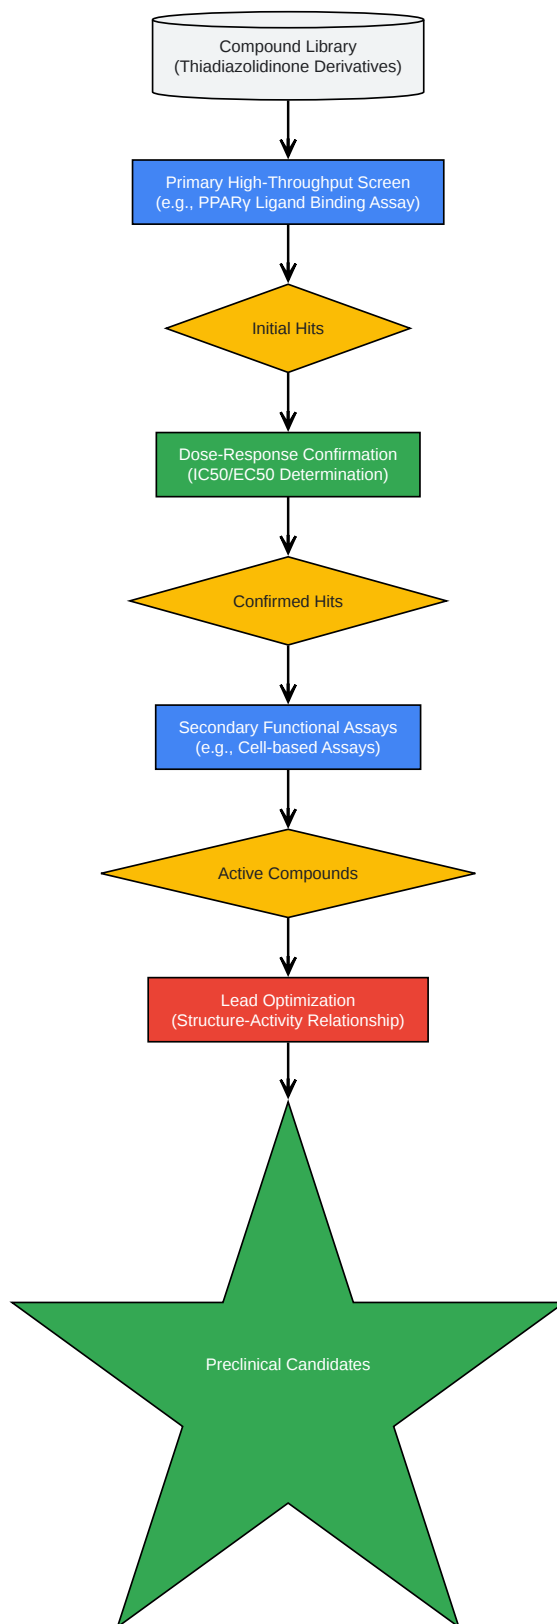 Compound Library
(Thiadiazolidinone Derivatives)
Primary High-Throughput Screen
(e.g., PPARγ Ligand Binding Assay)
Initial Hits
Dose-Response Confirmation
(IC50/EC50 Determination)
Confirmed Hits
Secondary Functional Assays
(e.g., Cell-based Assays)
Active Compounds
Lead Optimization
(Structure-Activity Relationship)
Preclinical Candidates